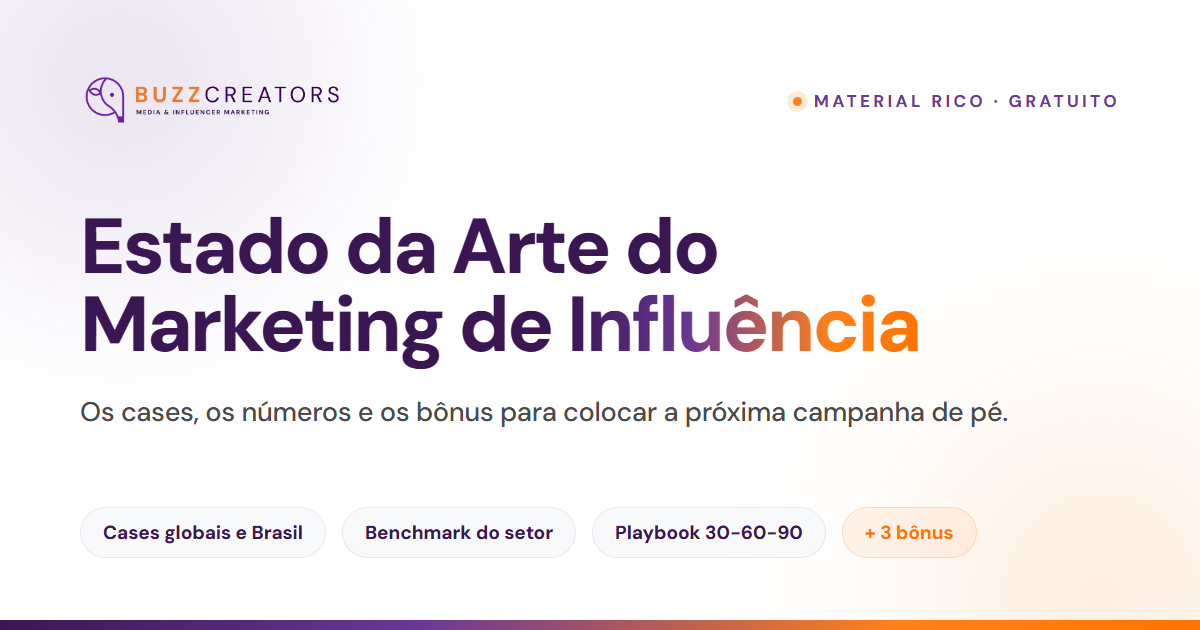 BUZZCREATORS
MEDIA & INFLUENCER MARKETING
MATERIAL RICO · GRATUITO
Estado da Arte do
Marketing de Influência
Os cases, os números e os bônus para colocar a próxima campanha de pé.
Cases globais e Brasil
Benchmark do setor
Playbook 30-60-90
+ 3 bônus